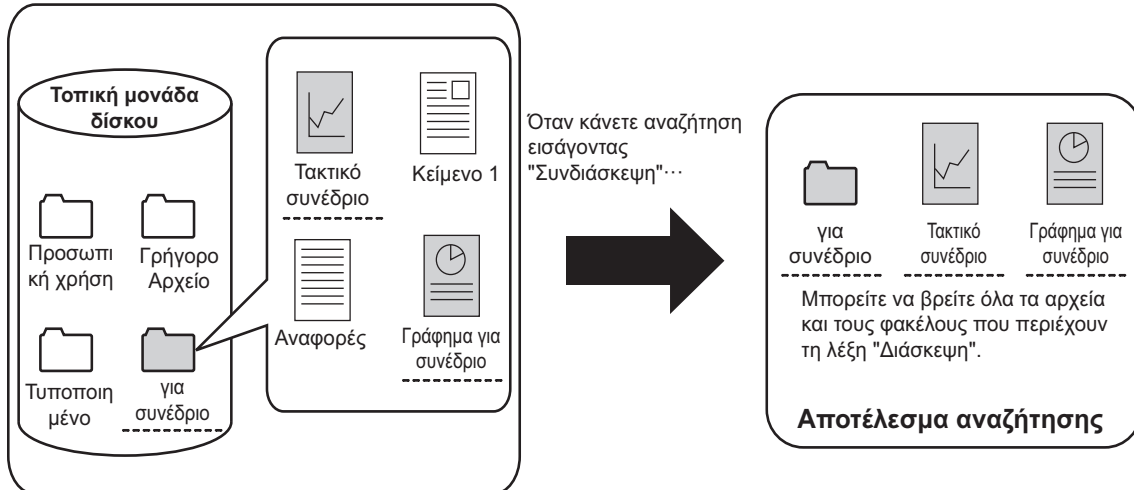 Τοπική μονάδα
δίσκου
Προσωπι
κή χρήση
Γρήγορο
Αρχείο
Τυποποιη
μένο
για
συνέδριο
Τακτικό
συνέδριο
Κείμενο 1
Αναφορές
Γράφημα για
συνέδριο
Όταν κάνετε αναζήτηση
εισάγοντας
"Συνδιάσκεψη"···
για
συνέδριο
Τακτικό
συνέδριο
Γράφημα για
συνέδριο
Μπορείτε να βρείτε όλα τα αρχεία
και τους φακέλους που περιέχουν
τη λέξη "Διάσκεψη".
Αποτέλεσμα αναζήτησης